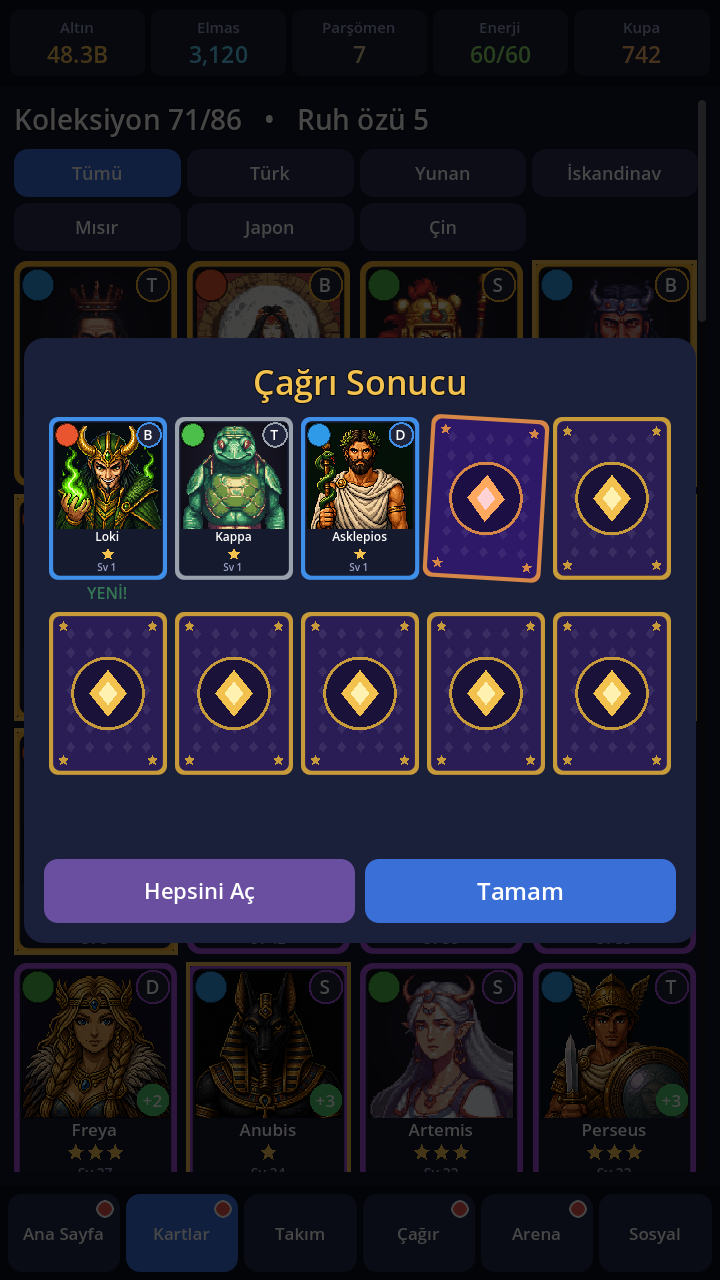 Altın Elmas Parşömen Enerji Kupa
48.3B 3,120 7 60/60 742
Koleksiyon 71/86 • Ruh özü 5
Tümü Türk Yunan İskandinav
Mısır Japon Çin
T B S B
Çağrı Sonucu
B T D
Loki Kappa Asklepios
Sv 1 Sv 1 Sv 1
YENİ!
Hepsini Aç Tamam
D S S T
+2 +3 +3
Freya Anubis Artemis Perseus
Ana Sayfa Kartlar Takım Çağır Arena Sosyal